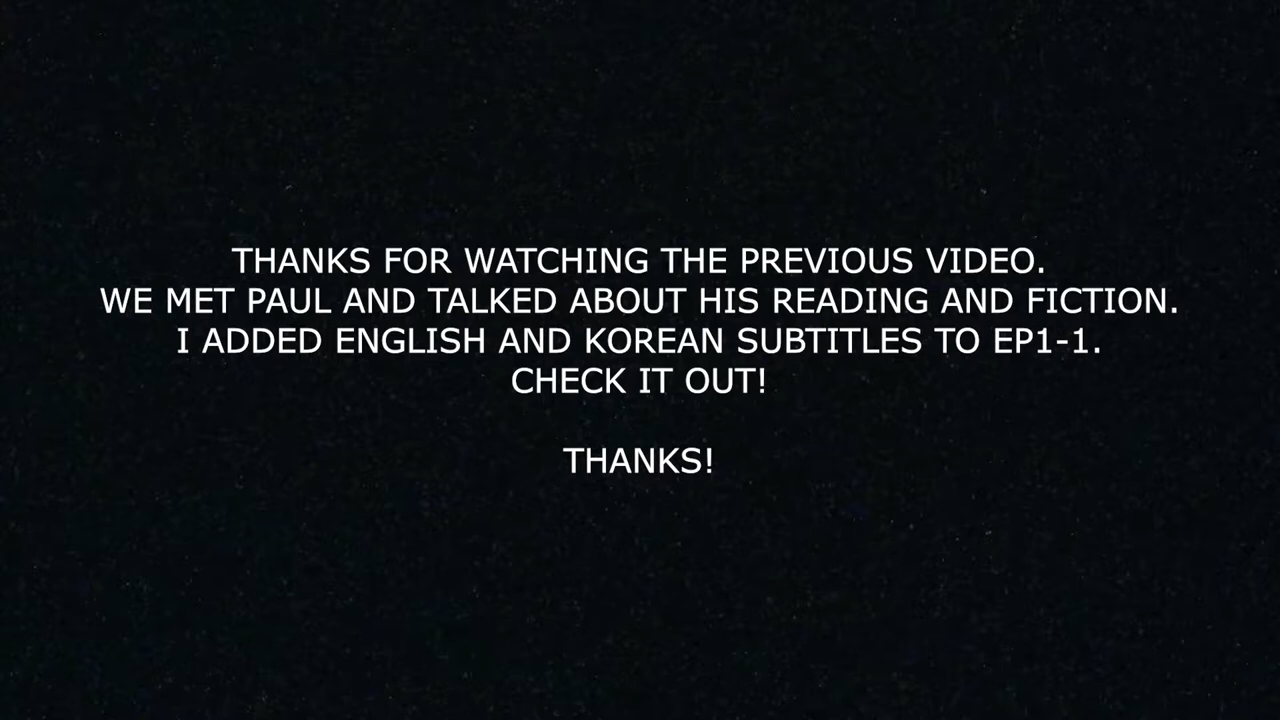 THANKS FOR WATCHING THE PREVIOUS VIDEO.
WE MET PAUL AND TALKED ABOUT HIS READING AND FICTION.
I ADDED ENGLISH AND KOREAN SUBTITLES TO EP1-1.
CHECK IT OUT!
THANKS!